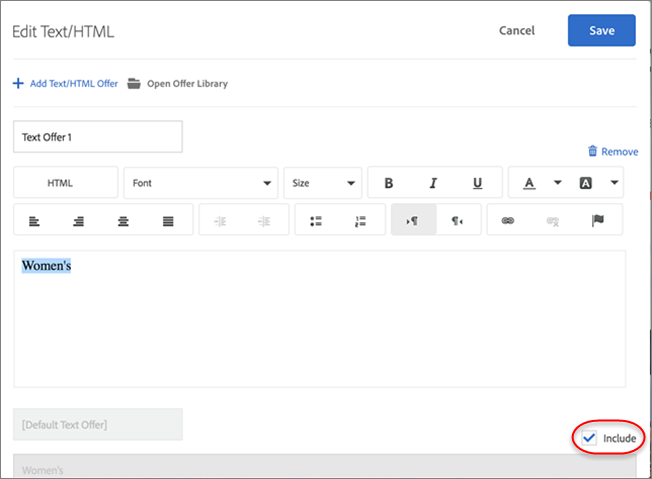 Edit Text/HTML
Cancel
Save
Add Text/HTML Offer
Open Offer Library
Text Offer 1
Remove
HTML
Font
Size
B
I
U
A
A
Women's
[Default Text Offer]
Include
Women's